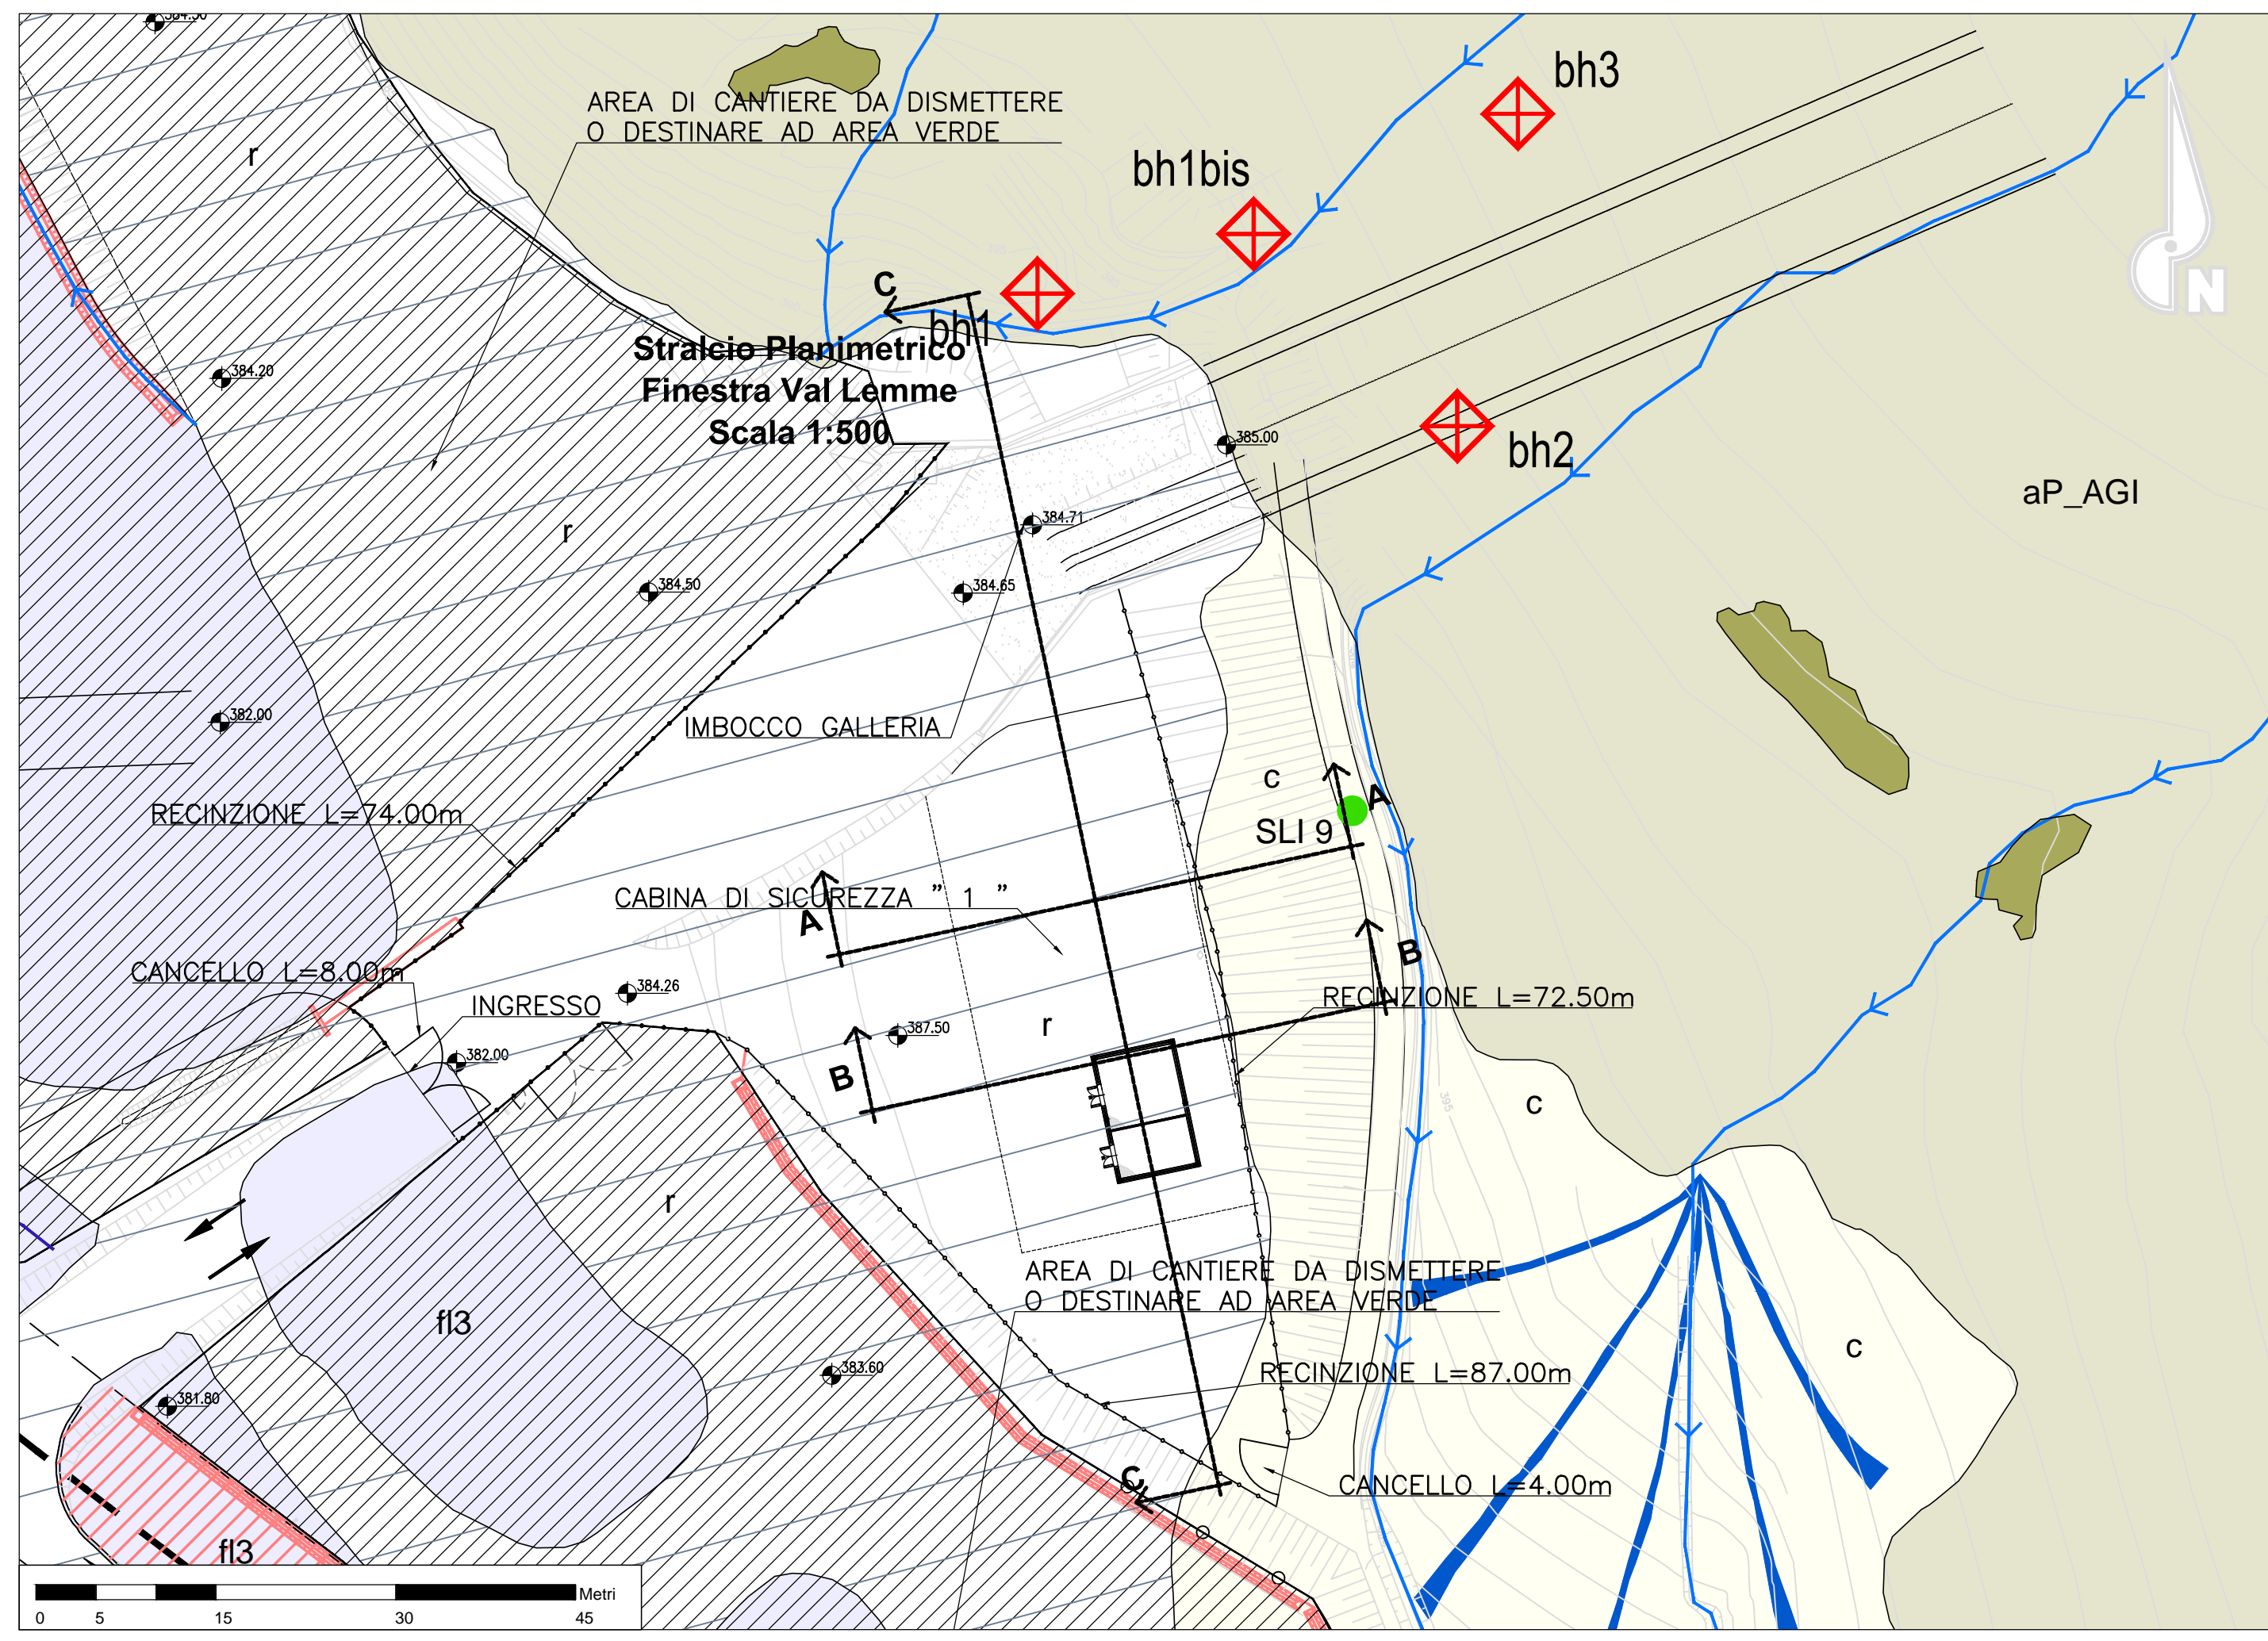 384.50
bh3
AREA DI CANTIERE DA DISMETTERE
O DESTINARE AD AREA VERDE
r
bh1bis
N
C
bh1
Stralcio Planimetrico
Finestra Val Lemme
Scala 1:500
384.20
385.00
bh2
aP_AGI
384.71
r
384.50
384.65
382.00
IMBOCCO GALLERIA
c
A
SLI 9
RECINZIONE L=74.00m
CABINA DI SICUREZZA " 1 "
A
B
CANCELLO L=8.00m
INGRESSO
384.26
RECINZIONE L=72.50m
387.50
r
382.00
B
395
c
r
AREA DI CANTIERE DA DISMETTERE
O DESTINARE AD AREA VERDE
fl3
c
383.60
RECINZIONE L=87.00m
381.80
C
CANCELLO L=4.00m
fl3
Metri
0 5 15 30 45